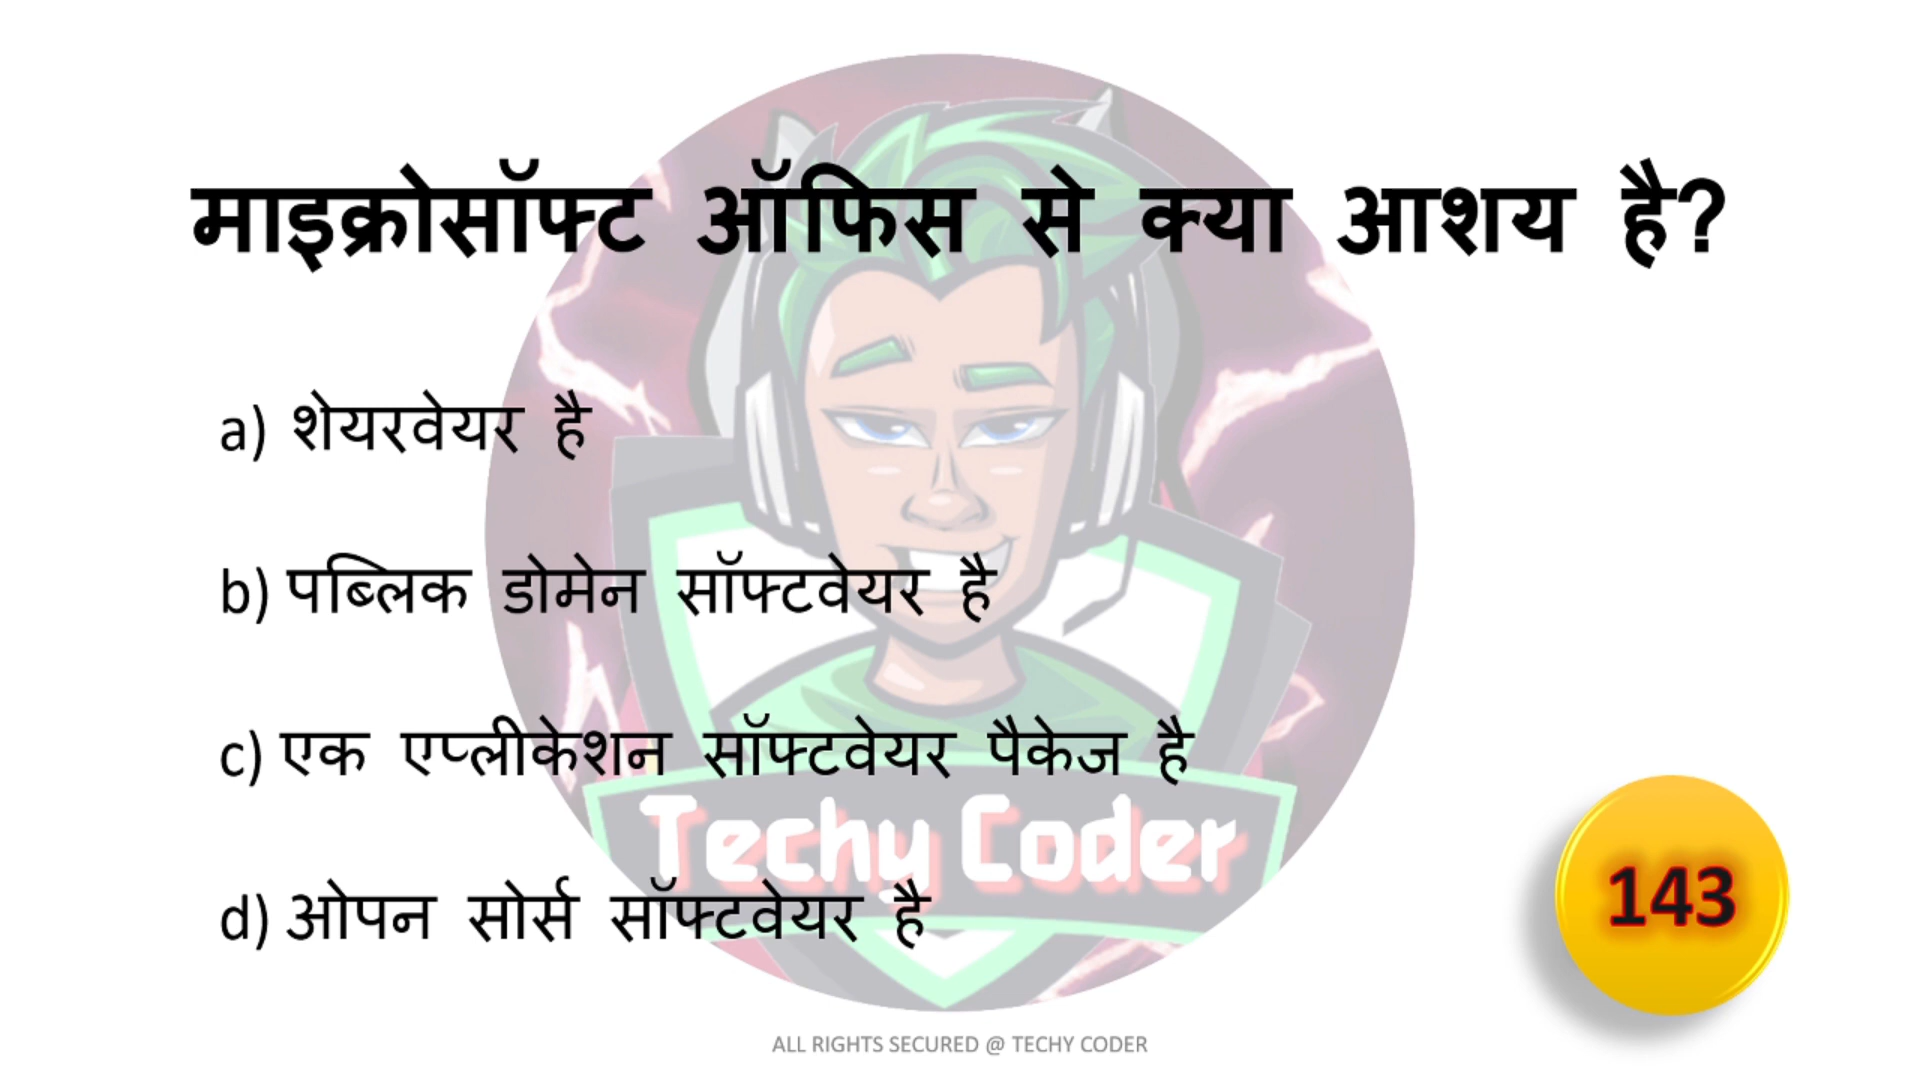 माइक्रोसॉफ्ट ऑफिस से क्या आशय है?
a) शेयरवेयर है
b) पब्लिक डोमेन सॉफ्टवेयर है
c) एक एप्लीकेशन सॉफ्टवेयर पैकेज है
Techy Coder
d) ओपन सोर्स सॉफ्टवेयर है
143
ALL RIGHTS SECURED @ TECHY CODER